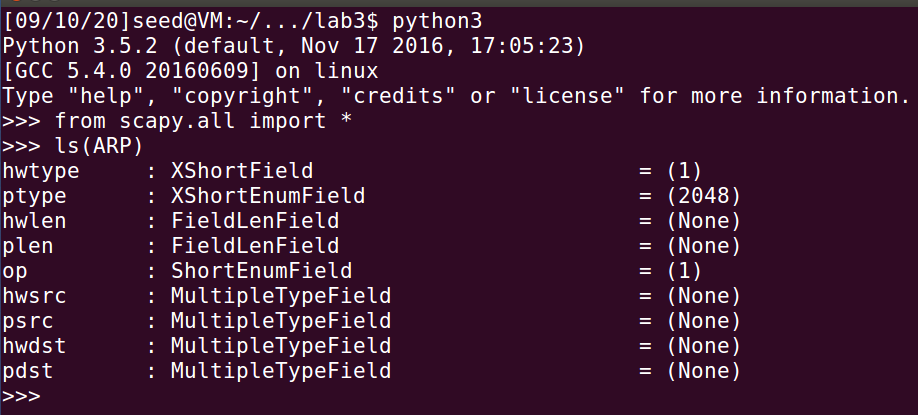 [09/10/20]seed@VM:~/.../lab3$ python3
Python 3.5.2 (default, Nov 17 2016, 17:05:23)
[GCC 5.4.0 20160609] on linux
Type "help", "copyright", "credits" or "license" for more information.
>>> from scapy.all import *
>>> ls(ARP)
hwtype     : XShortField                         = (1)
ptype      : XShortEnumField                     = (2048)
hwlen      : FieldLenField                       = (None)
plen       : FieldLenField                       = (None)
op         : ShortEnumField                      = (1)
hwsrc      : MultipleTypeField                   = (None)
psrc       : MultipleTypeField                   = (None)
hwdst      : MultipleTypeField                   = (None)
pdst       : MultipleTypeField                   = (None)
>>>